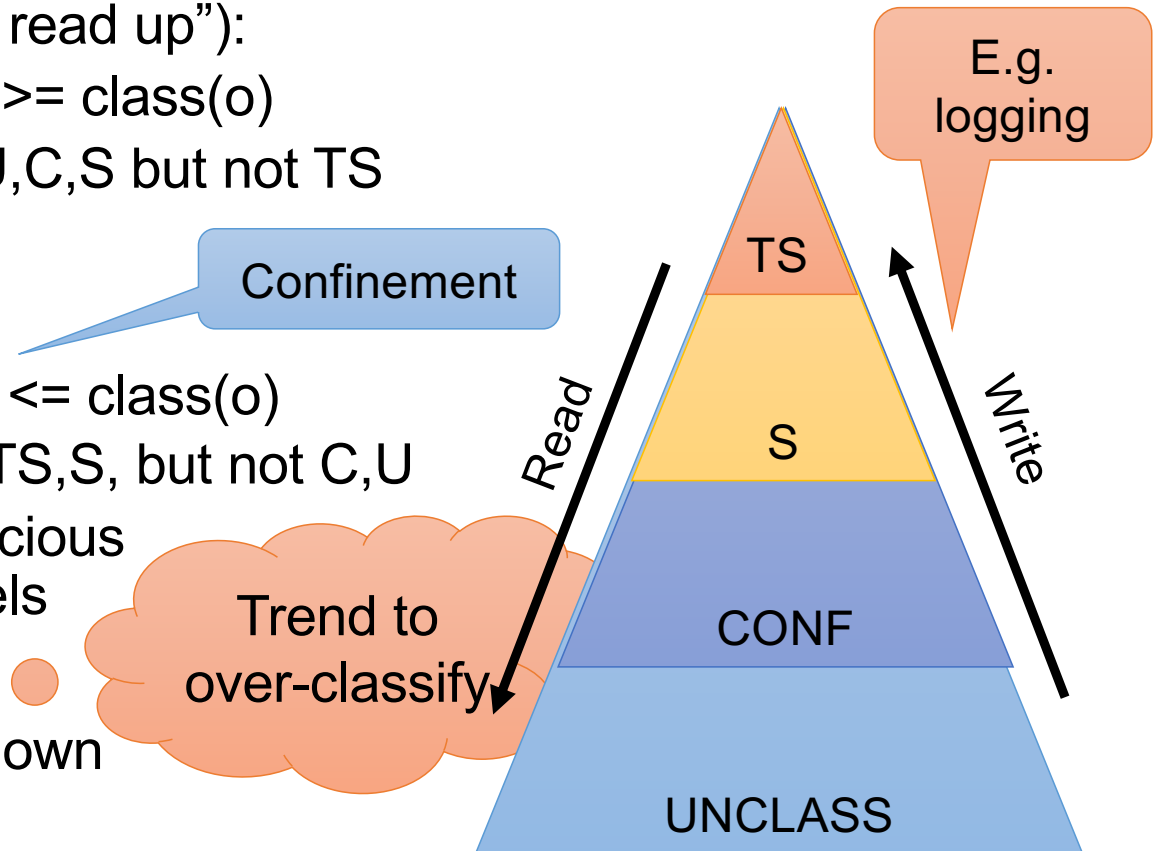 read up”):
>= class(o)
U,C,S but not TS
Confinement
<= class(o)
TS,S, but not C,U
cious
els
own
Trend to
over-classify
E.g.
logging
TS
S
CONF
UNCLASS
Read
Write